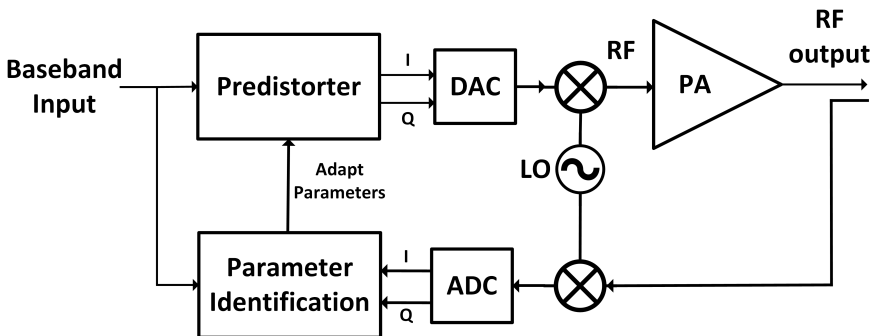 Baseband
Input
Predistorter
I
Q
DAC
RF
PA
RF
output
LO
Adapt
Parameters
Parameter
Identification
I
Q
ADC